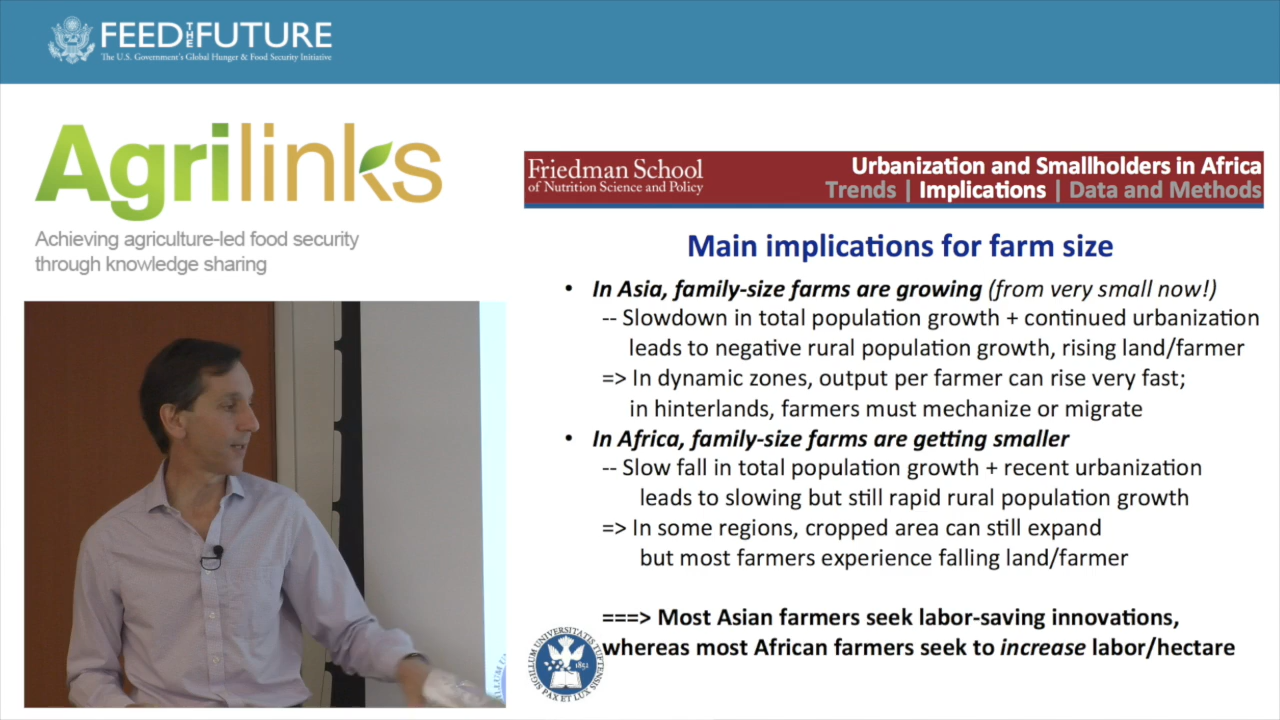 FEED THE FUTURE
The U.S. Government's Global Hunger & Food Security Initiative
Agrilinks
Achieving agriculture-led food security
through knowledge sharing
Friedman School
of Nutrition Science and Policy
Urbanization and Smallholders in Africa
Trends | Implications | Data and Methods
Main implications for farm size
• In Asia, family-size farms are growing (from very small now!)
-- Slowdown in total population growth + continued urbanization
leads to negative rural population growth, rising land/farmer
=> In dynamic zones, output per farmer can rise very fast;
in hinterlands, farmers must mechanize or migrate
• In Africa, family-size farms are getting smaller
-- Slow fall in total population growth + recent urbanization
leads to slowing but still rapid rural population growth
=> In some regions, cropped area can still expand
but most farmers experience falling land/farmer
===> Most Asian farmers seek labor-saving innovations,
whereas most African farmers seek to increase labor/hectare
SIGILLUM UNIVERSITATIS TUFTENSIS
PAX ET LUX
1852